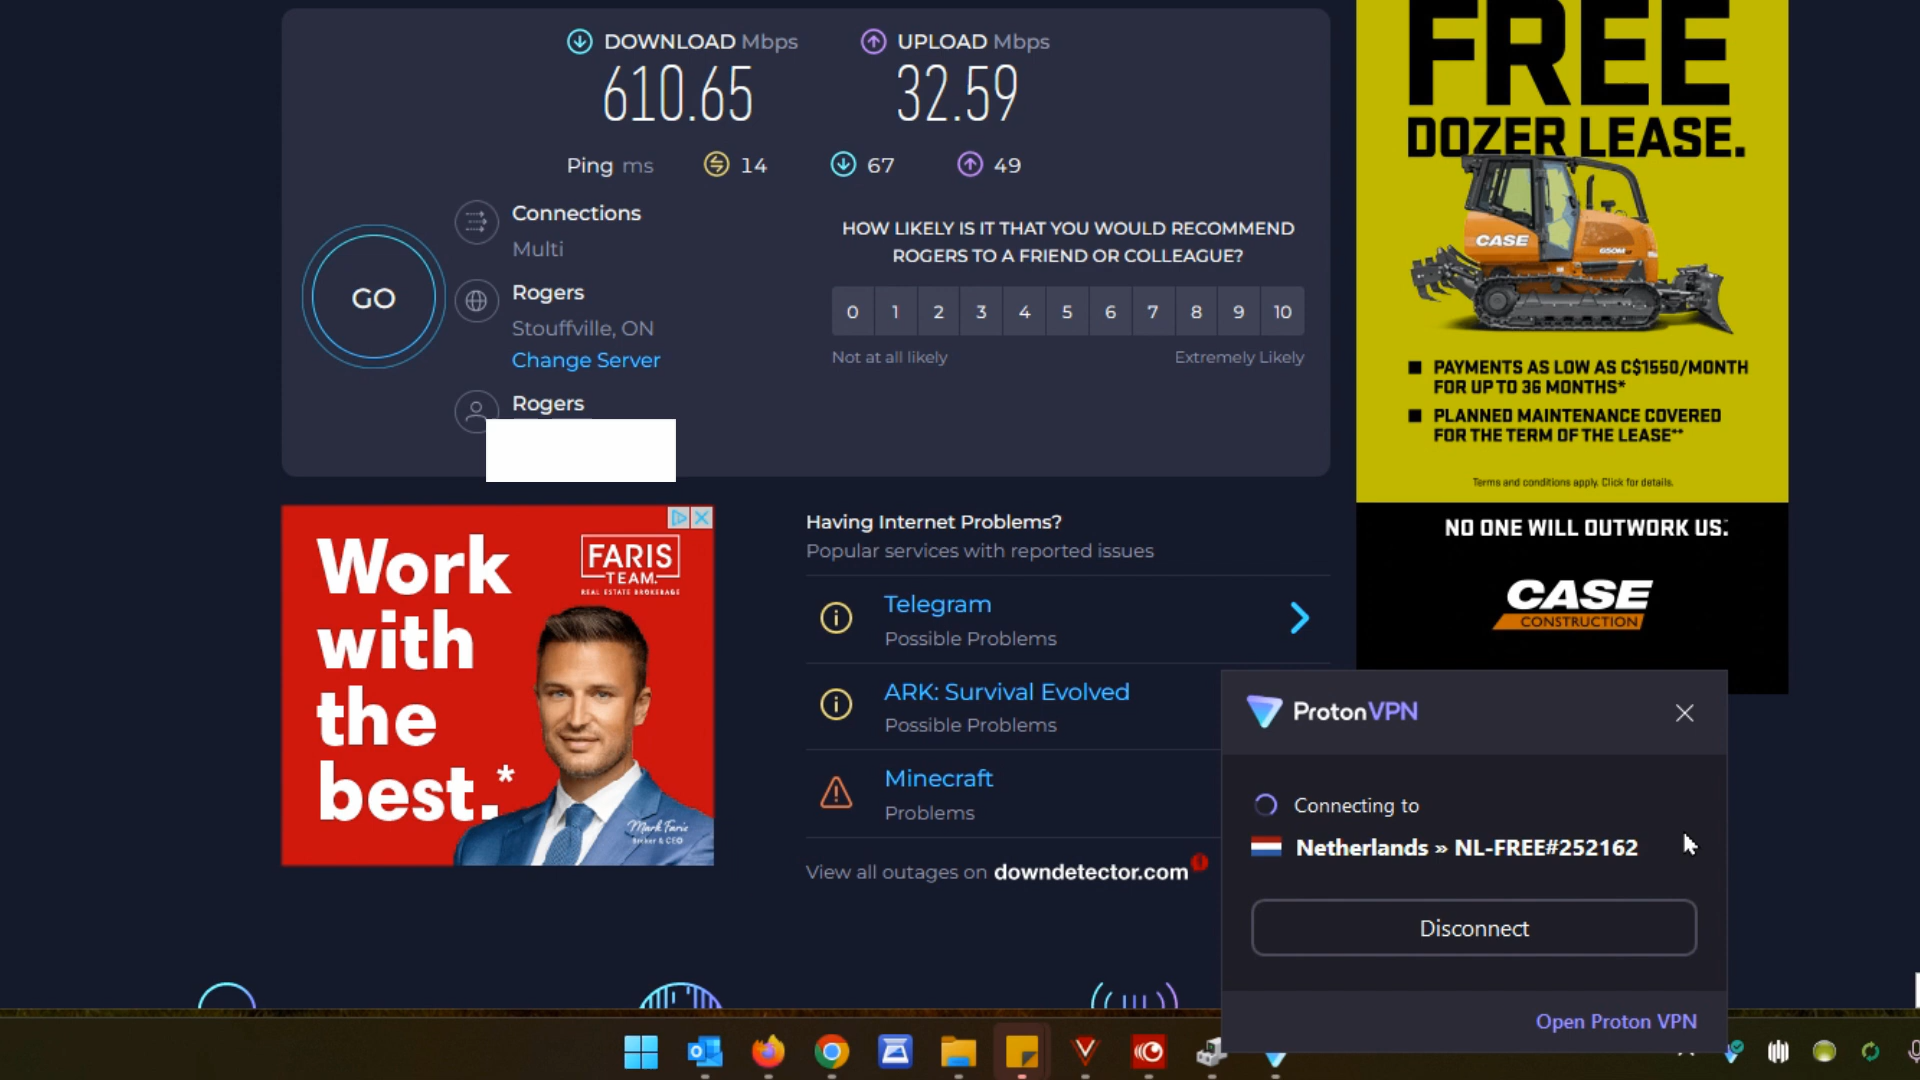 DOWNLOAD Mbps
610.65
UPLOAD Mbps
32.59
Ping ms 14 67 49
GO
Connections
Multi
Rogers
Stouffville, ON
Change Server
Rogers
HOW LIKELY IS IT THAT YOU WOULD RECOMMEND
ROGERS TO A FRIEND OR COLLEAGUE?
0 1 2 3 4 5 6 7 8 9 10
Not at all likely Extremely Likely
FREE
DOZER LEASE.
CASE
650M
PAYMENTS AS LOW AS C$1550/MONTH
FOR UP TO 36 MONTHS*
PLANNED MAINTENANCE COVERED
FOR THE TERM OF THE LEASE**
Terms and conditions apply. Click for details.
NO ONE WILL OUTWORK US.
CASE
CONSTRUCTION
Work
with
the
best.*
FARIS
TEAM
REAL ESTATE BROKERAGE
Mark Faris
Broker & CEO
Having Internet Problems?
Popular services with reported issues
Telegram
Possible Problems
ARK: Survival Evolved
Possible Problems
Minecraft
Problems
View all outages on downdetector.com
ProtonVPN
Connecting to
Netherlands » NL-FREE#252162
Disconnect
Open Proton VPN